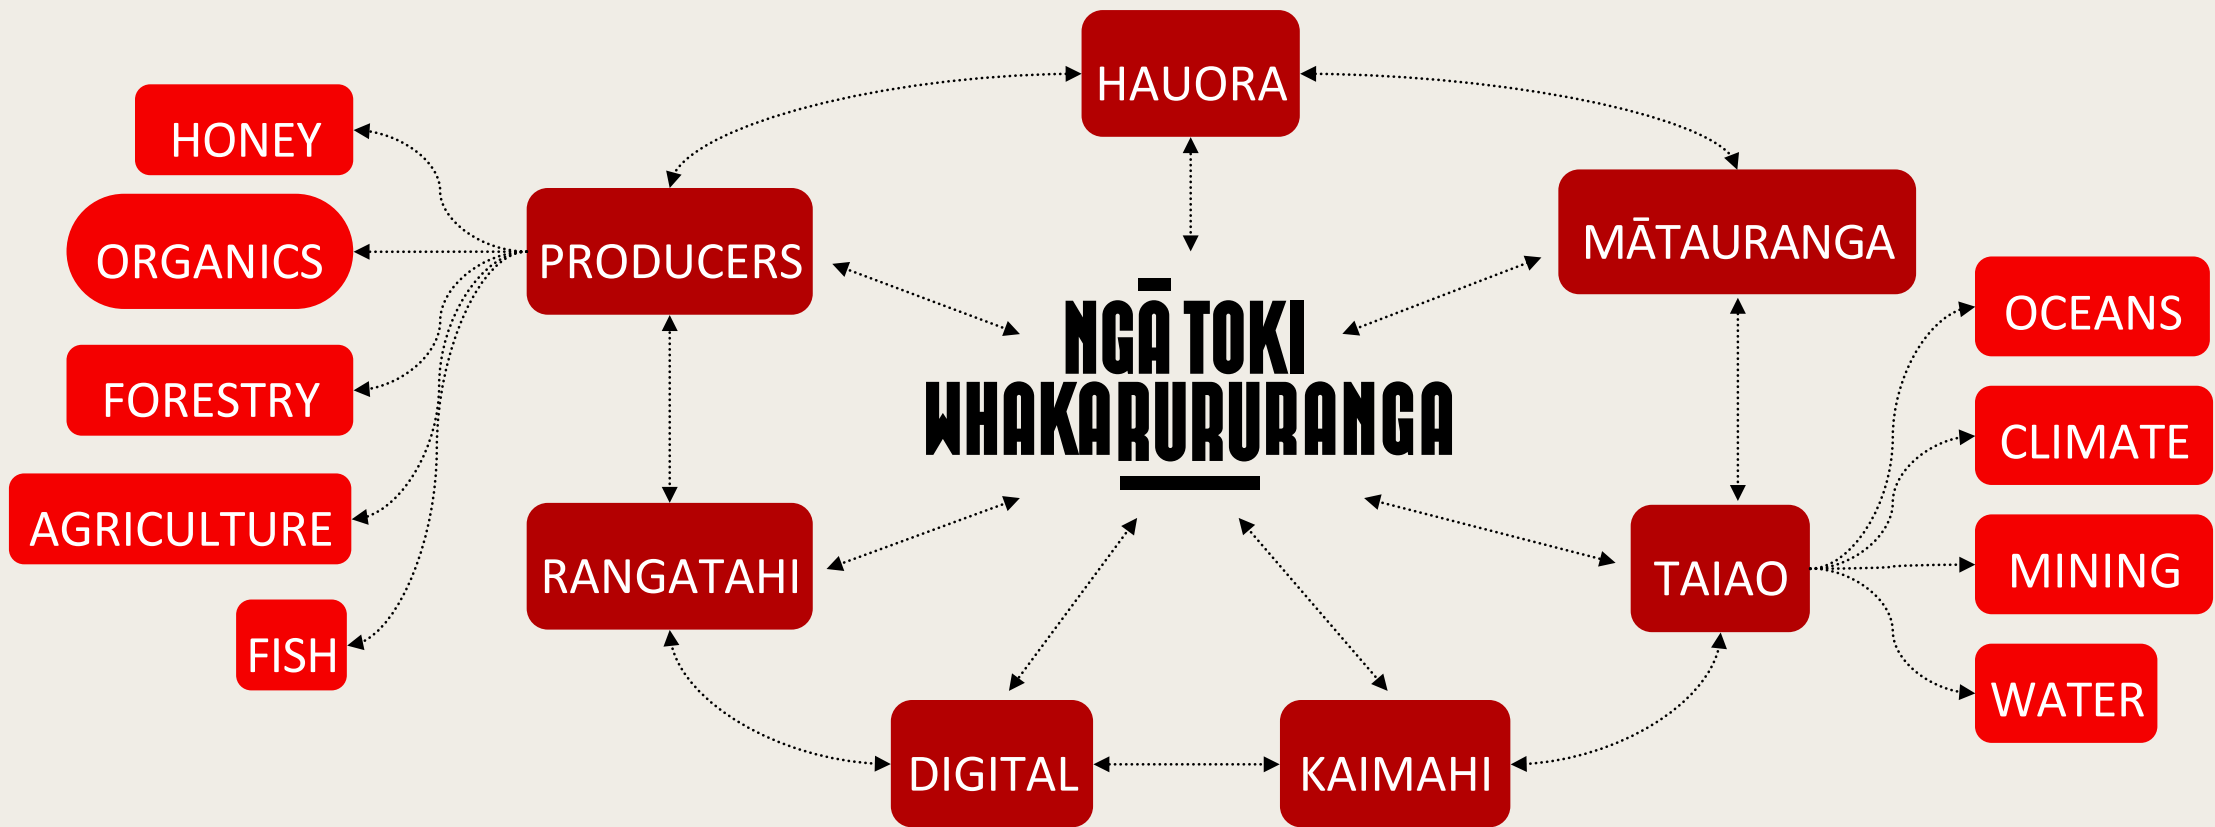 HAUORA
HONEY
ORGANICS
PRODUCERS
MĀTAURANGA
OCEANS
NGĀ TOKI
WHAKARURURANGA
FORESTRY
CLIMATE
AGRICULTURE
RANGATAHI
TAIAO
MINING
FISH
WATER
DIGITAL
KAIMAHI